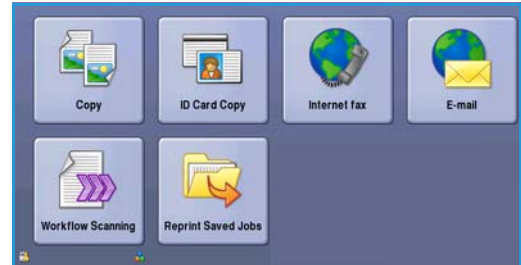 Copy
ID Card Copy
Internet fax
E-mail
Workflow Scanning
Reprint Saved Jobs